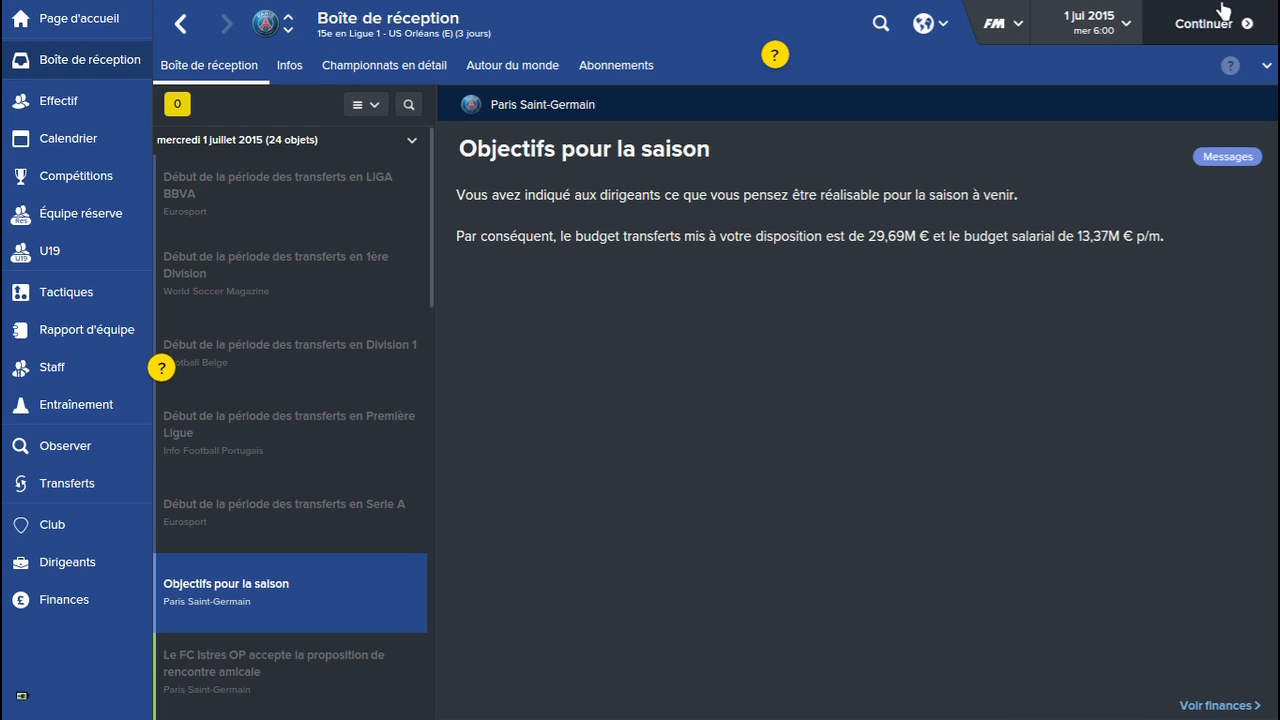 Page d'accueil
Boîte de réception
Effectif
Calendrier
Compétitions
Équipe réserve
U19
Tactiques
Rapport d'équipe
Staff
Entraînement
Observer
Transferts
Club
Dirigeants
Finances
Boîte de réception
15e en Ligue 1 - US Orléans (E) (3 jours)
FM
1 jul 2015
mer 6:00
Continuer
Boîte de réception
Infos
Championnats en détail
Autour du monde
Abonnements
?
?
0
mercredi 1 juillet 2015 (24 objets)
Début de la période des transferts en LIGA
BBVA
Eurosport
Début de la période des transferts en 1ère
Division
World Soccer Magazine
Début de la période des transferts en Division 1
?
Football Belge
Début de la période des transferts en Première
Ligue
Info Football Portugais
Début de la période des transferts en Serie A
Eurosport
Objectifs pour la saison
Paris Saint-Germain
Le FC Istres OP accepte la proposition de
rencontre amicale
Paris Saint-Germain
Paris Saint-Germain
Objectifs pour la saison
Messages
Vous avez indiqué aux dirigeants ce que vous pensez être réalisable pour la saison à venir.
Par conséquent, le budget transferts mis à votre disposition est de 29,69M € et le budget salarial de 13,37M € p/m.
Voir finances >